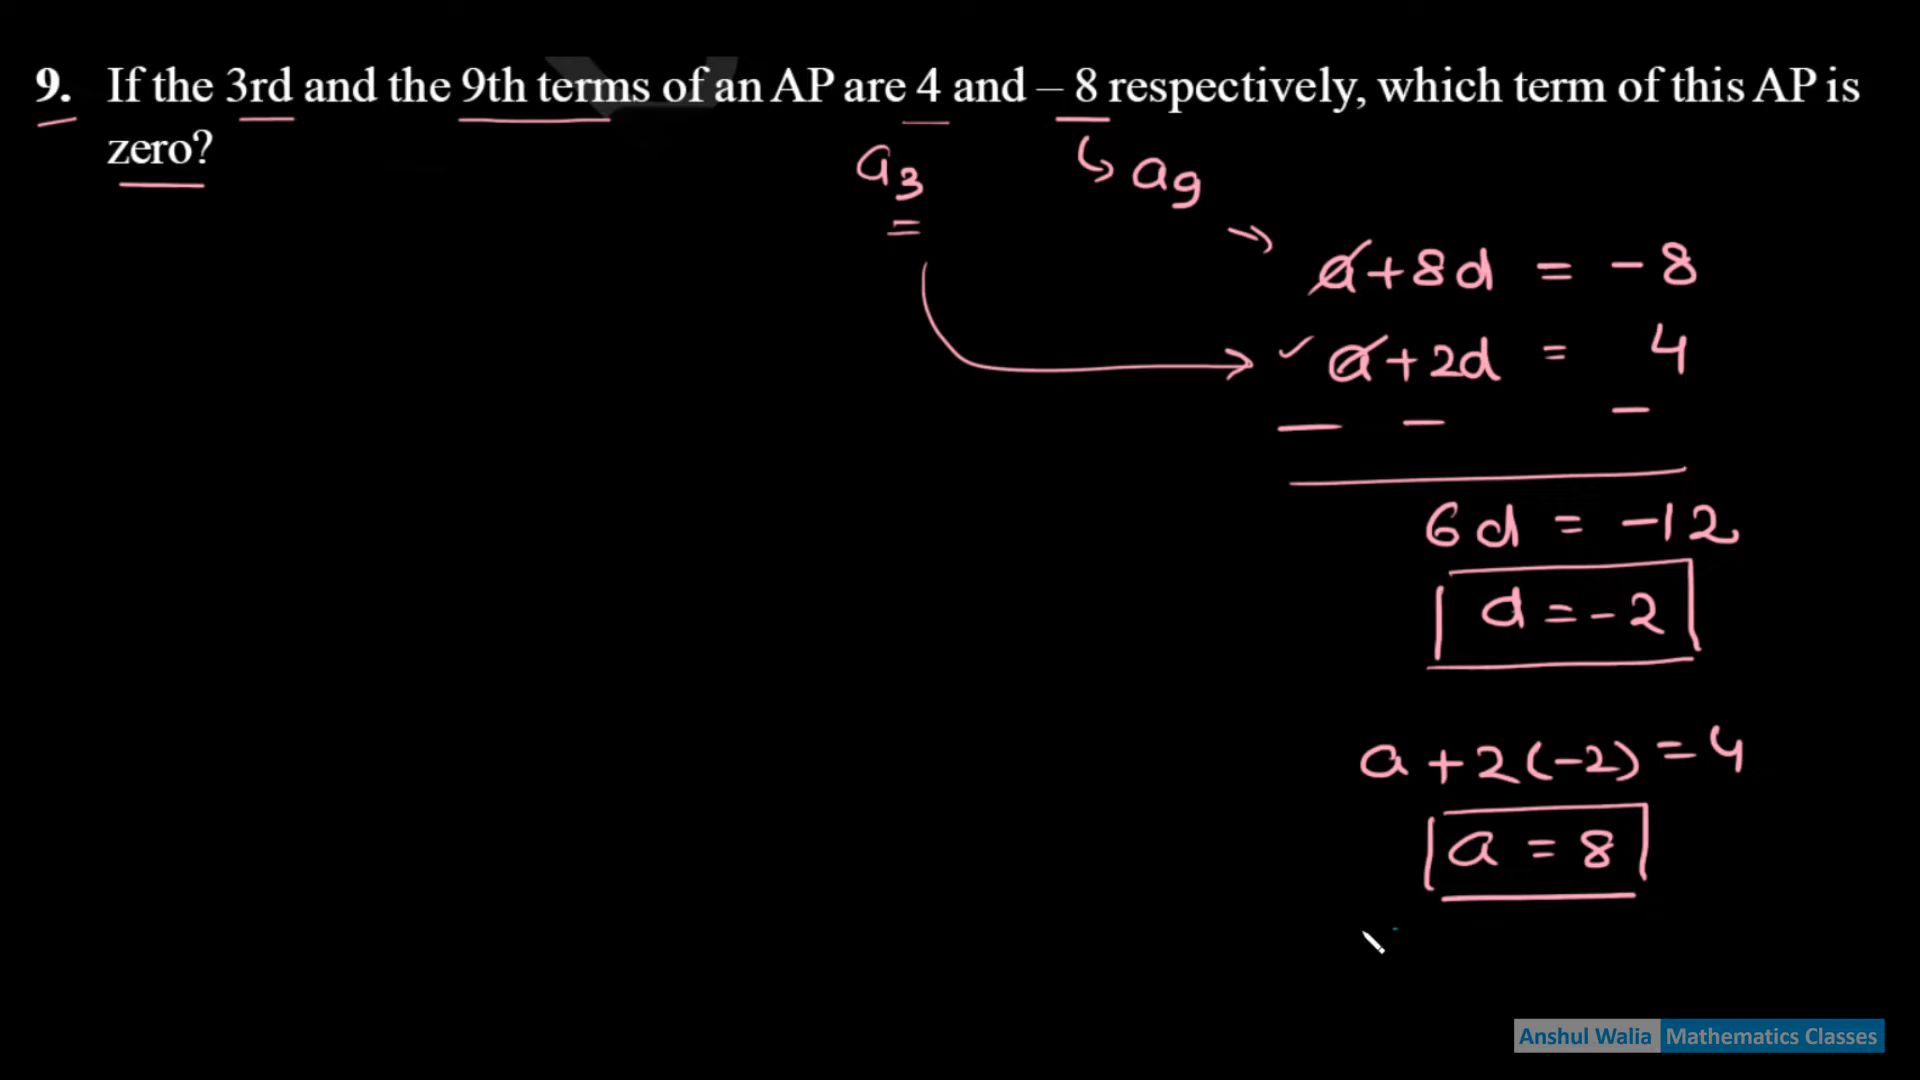 9. If the 3rd and the 9th terms of an AP are 4 and – 8 respectively, which term of this AP is
zero?
a₃
=
↳ a₉
→ a + 8d = -8
✓ a + 2d = 4
— — —
6d = -12
d = -2
a + 2(-2) = 4
a = 8
Anshul Walia Mathematics Classes